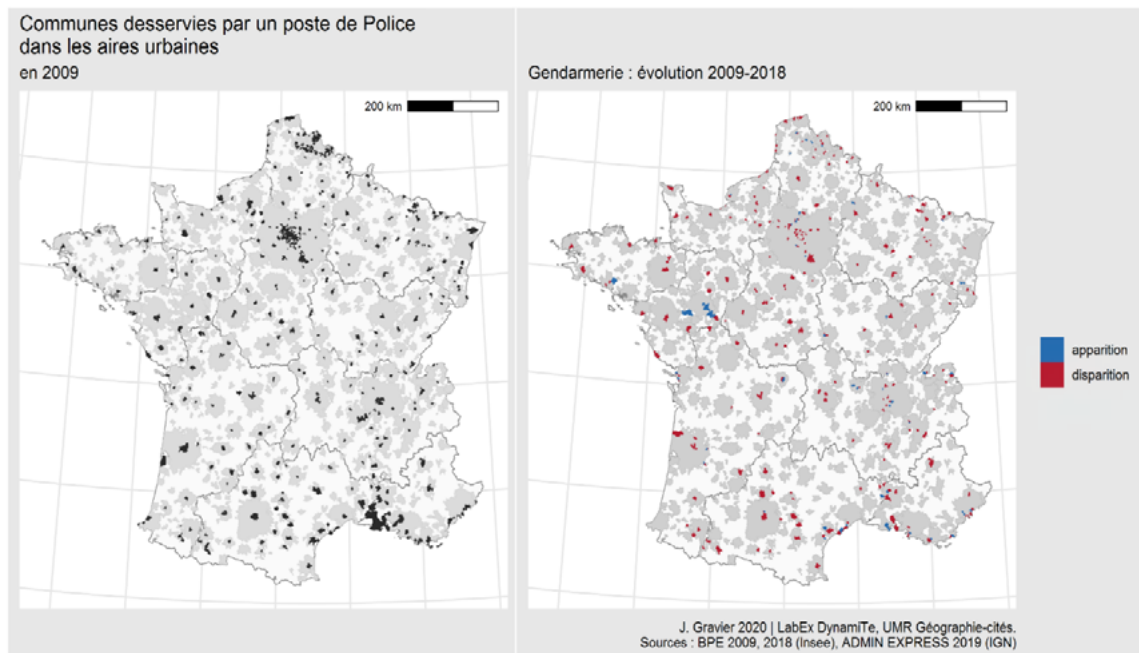 Communes desservies par un poste de Police
dans les aires urbaines
en 2009
200 km
Gendarmerie : évolution 2009-2018
200 km
apparition
disparition
J. Gravier 2020 | LabEx DynamiTe, UMR Géographie-cités.
Sources : BPE 2009, 2018 (Insee), ADMIN EXPRESS 2019 (IGN)